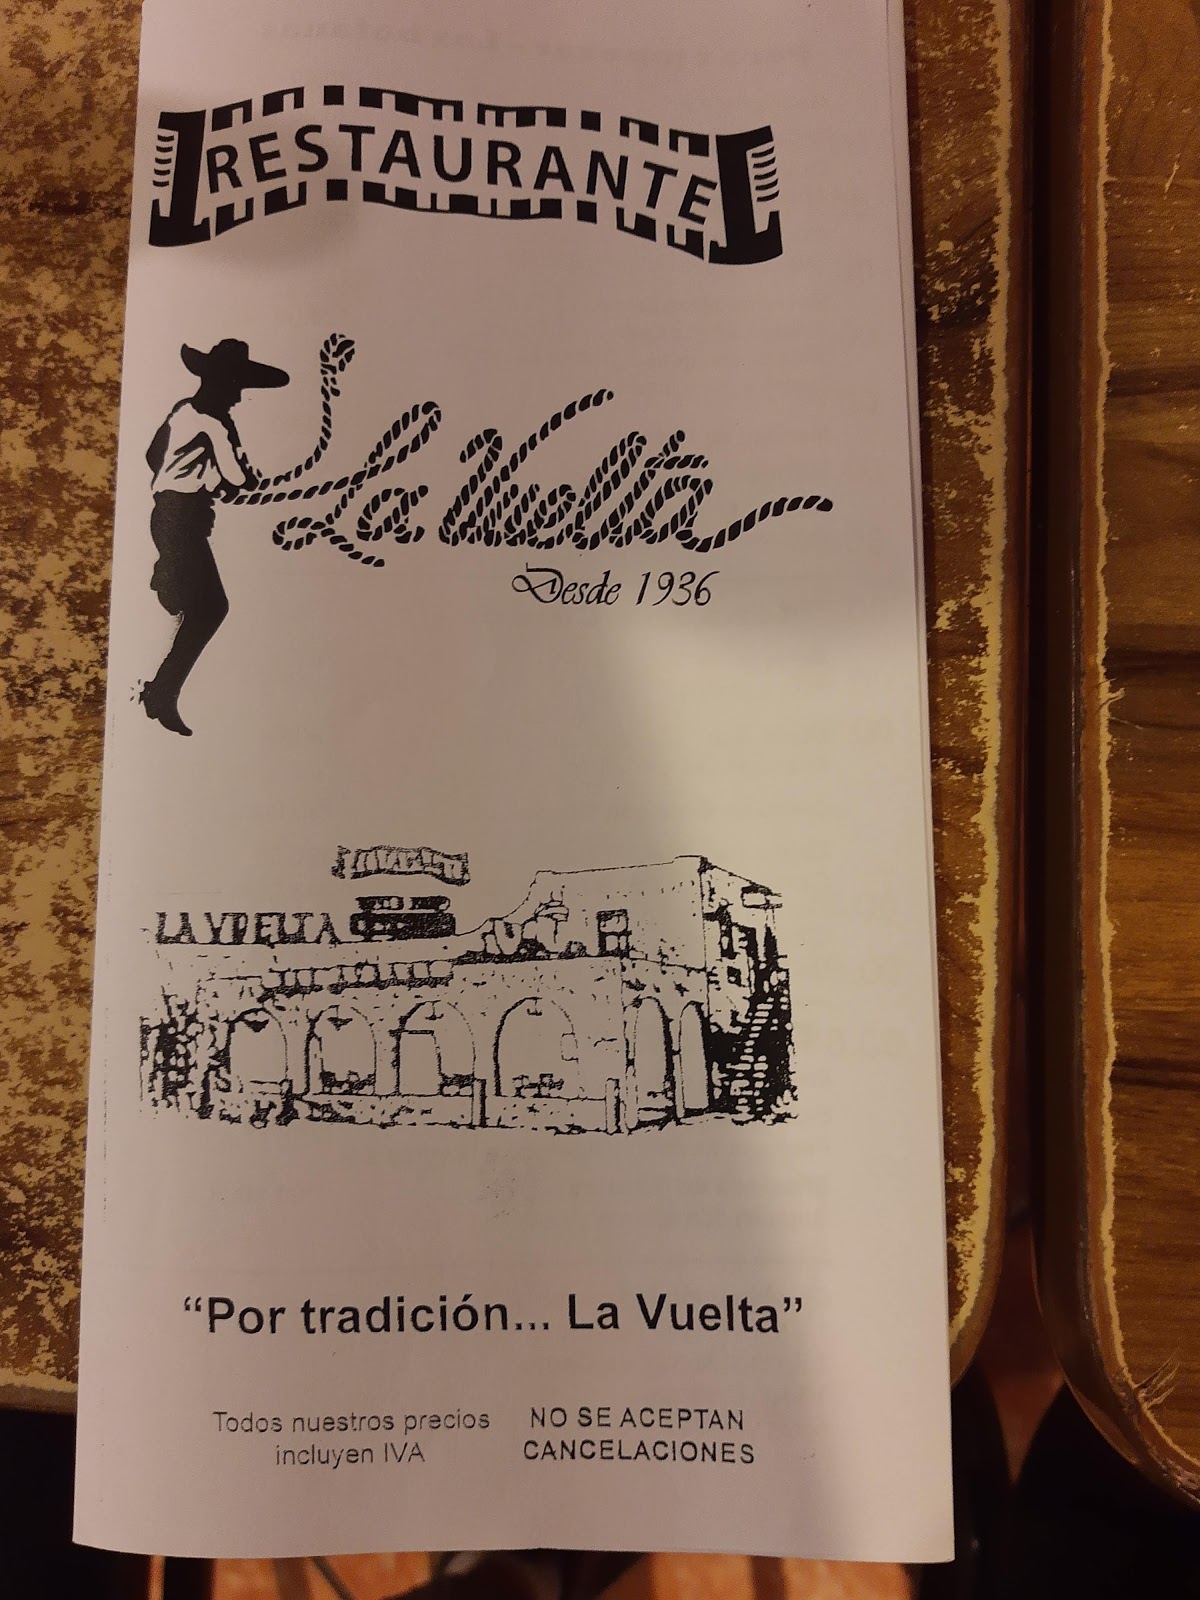 RESTAURANTE
La Vuelta
Desde 1936
LA VUELTA
“Por tradición... La Vuelta”
Todos nuestros precios
incluyen IVA
NO SE ACEPTAN
CANCELACIONES